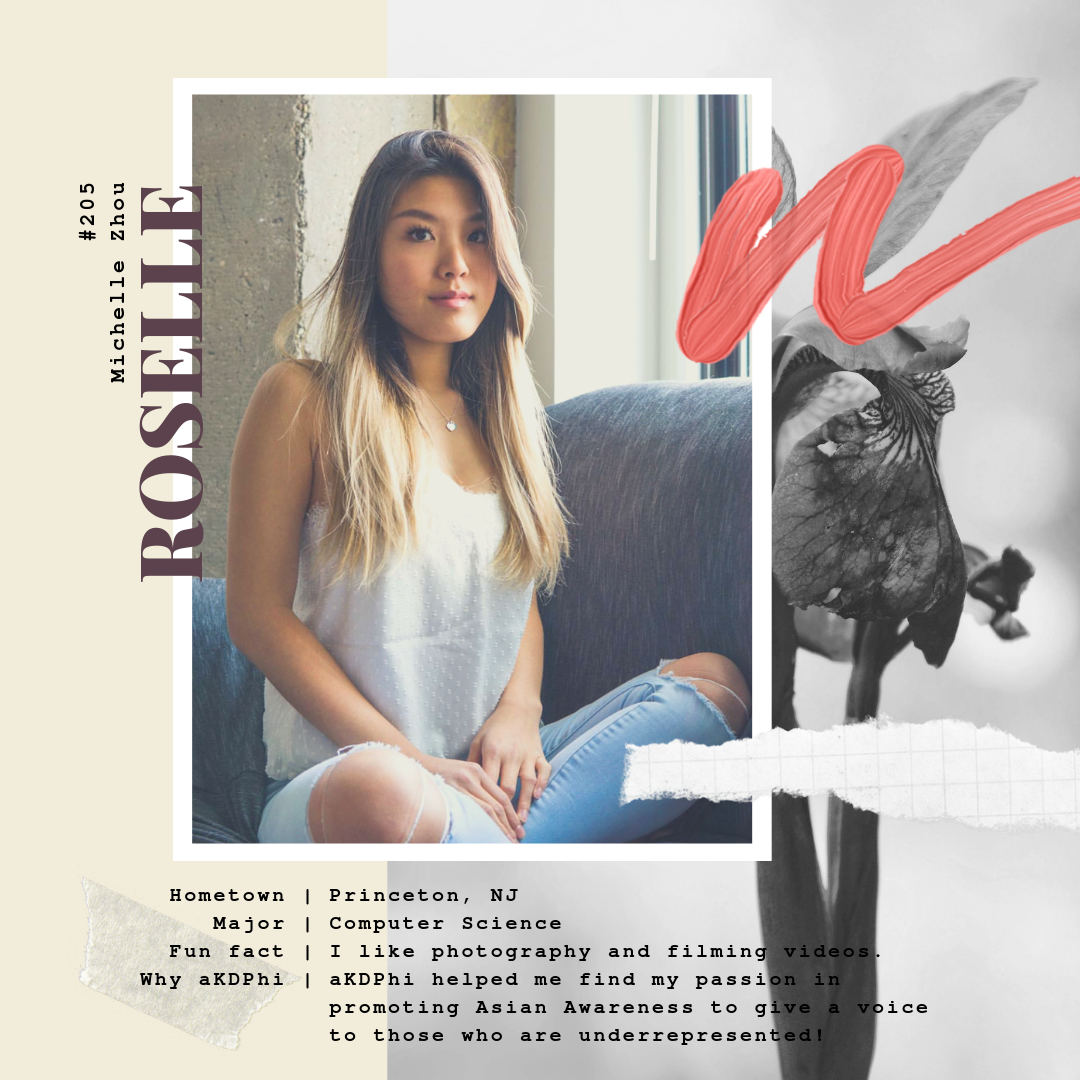 #205
Michelle Zhou
ROSELLE
Hometown | Princeton, NJ
Major | Computer Science
Fun fact | I like photography and filming videos.
Why aKDPhi | aKDPhi helped me find my passion in
promoting Asian Awareness to give a voice
to those who are underrepresented!